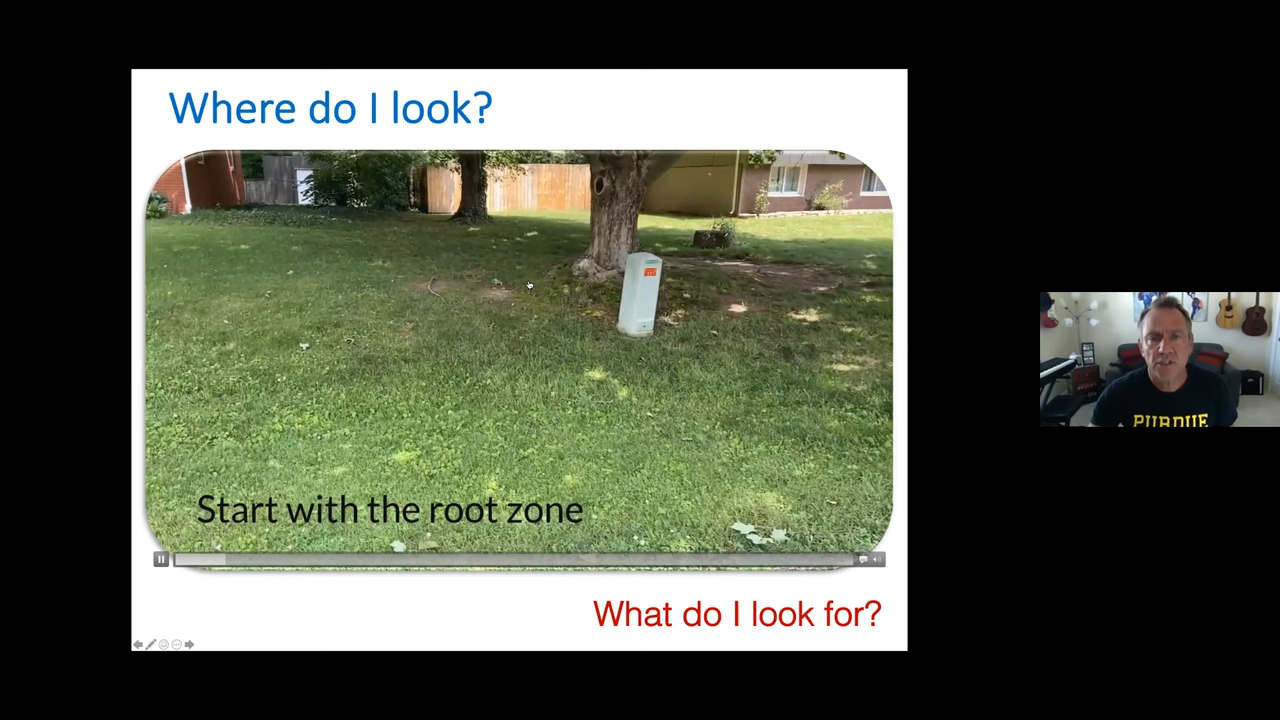 Where do I look?
Start with the root zone
What do I look for?
PURDUE